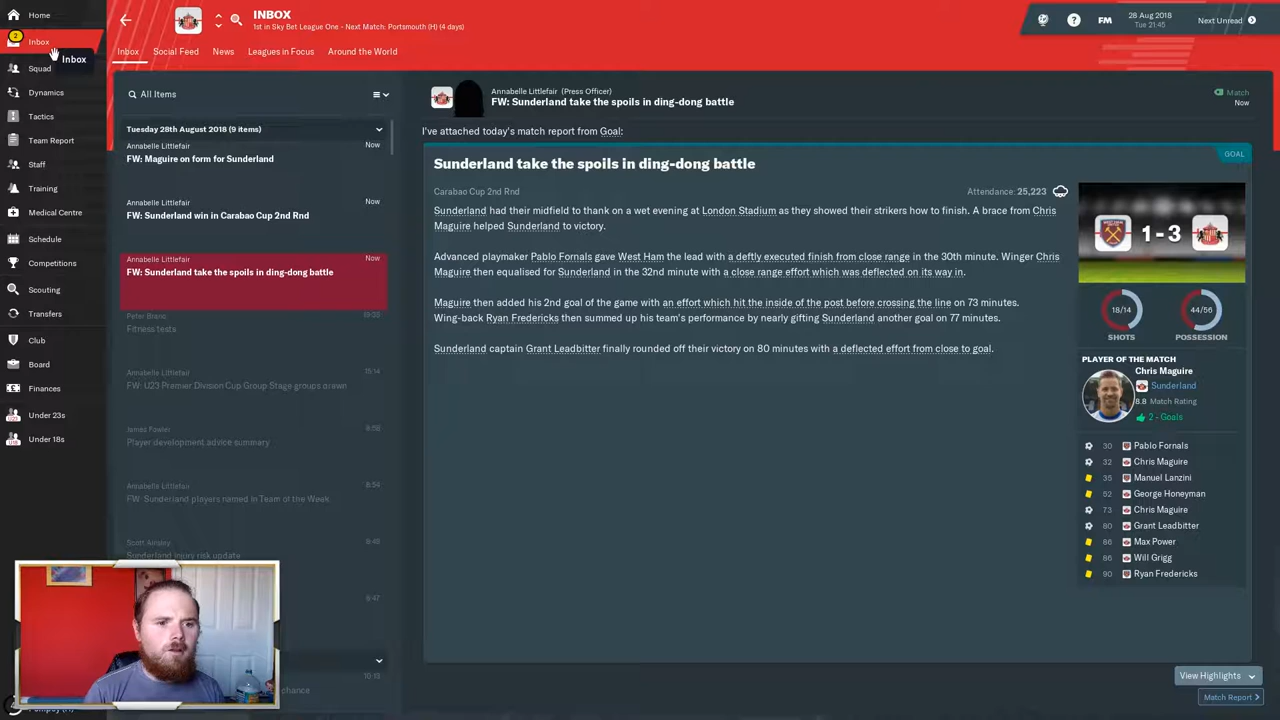 Home
2
Inbox
Inbox
Squad
Dynamics
Tactics
Team Report
Staff
Training
Medical Centre
Schedule
Competitions
Scouting
Transfers
Club
Board
Finances
Under 23s
Under 18s
INBOX
1st in Sky Bet League One - Next Match: Portsmouth (H) (4 days)
FM
28 Aug 2018
Tue 21:45
Next Unread
Inbox
Social Feed
News
Leagues in Focus
Around the World
All Items
Tuesday 28th August 2018 (9 items)
Annabelle Littlefair
Now
FW: Maguire on form for Sunderland
Annabelle Littlefair
Now
FW: Sunderland win in Carabao Cup 2nd Rnd
Annabelle Littlefair
Now
FW: Sunderland take the spoils in ding-dong battle
Fitness tests
Annabelle Littlefair
15:14
FW: U23 Premier Division Cup Group Stage groups drawn
James Fowler
Player development advice summary
Annabelle Littlefair
8:54
FW: Sunderland players named in Team of the Week
Scott Ainsley
8:48
Sunderland injury risk update
8:47
10:13
chance
Annabelle Littlefair (Press Officer)
FW: Sunderland take the spoils in ding-dong battle
Match
Now
I've attached today's match report from Goal:
GOAL
Sunderland take the spoils in ding-dong battle
Carabao Cup 2nd Rnd
Attendance: 25,223
Sunderland had their midfield to thank on a wet evening at London Stadium as they showed their strikers how to finish. A brace from Chris
Maguire helped Sunderland to victory.
Advanced playmaker Pablo Fornals gave West Ham the lead with a deftly executed finish from close range in the 30th minute. Winger Chris
Maguire then equalised for Sunderland in the 32nd minute with a close range effort which was deflected on its way in.
Maguire then added his 2nd goal of the game with an effort which hit the inside of the post before crossing the line on 73 minutes.
Wing-back Ryan Fredericks then summed up his team's performance by nearly gifting Sunderland another goal on 77 minutes.
Sunderland captain Grant Leadbitter finally rounded off their victory on 80 minutes with a deflected effort from close to goal.
1 - 3
18/14
SHOTS
44/56
POSSESSION
PLAYER OF THE MATCH
Chris Maguire
Sunderland
8.8 Match Rating
2 - Goals
30 Pablo Fornals
32 Chris Maguire
35 Manuel Lanzini
52 George Honeyman
73 Chris Maguire
80 Grant Leadbitter
86 Max Power
86 Will Grigg
90 Ryan Fredericks
View Highlights
Match Report